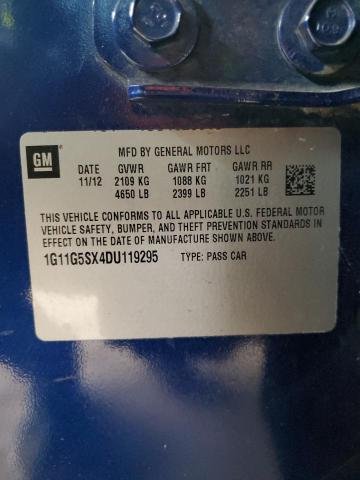 GM
MFD BY GENERAL MOTORS LLC
DATE GVWR GAWR FRT GAWR RR
11/12 2109 KG 1088 KG 1021 KG
4650 LB 2399 LB 2251 LB
THIS VEHICLE CONFORMS TO ALL APPLICABLE U.S. FEDERAL MOTOR
VEHICLE SAFETY, BUMPER, AND THEFT PREVENTION STANDARDS IN
EFFECT ON THE DATE OF MANUFACTURE SHOWN ABOVE.
1G11G5SX4DU119295 TYPE: PASS CAR